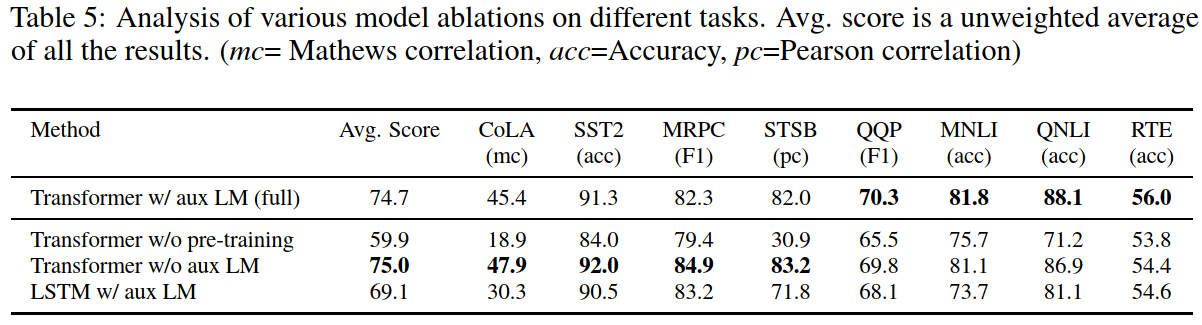 Table 5: Analysis of various model ablations on different tasks. Avg. score is a unweighted average
of all the results. (mc= Mathews correlation, acc=Accuracy, pc=Pearson correlation)
Method Avg. Score CoLA SST2 MRPC STSB QQP MNLI QNLI RTE
(mc) (acc) (F1) (pc) (F1) (acc) (acc) (acc)
Transformer w/ aux LM (full) 74.7 45.4 91.3 82.3 82.0 70.3 81.8 88.1 56.0
Transformer w/o pre-training 59.9 18.9 84.0 79.4 30.9 65.5 75.7 71.2 53.8
Transformer w/o aux LM 75.0 47.9 92.0 84.9 83.2 69.8 81.1 86.9 54.4
LSTM w/ aux LM 69.1 30.3 90.5 83.2 71.8 68.1 73.7 81.1 54.6